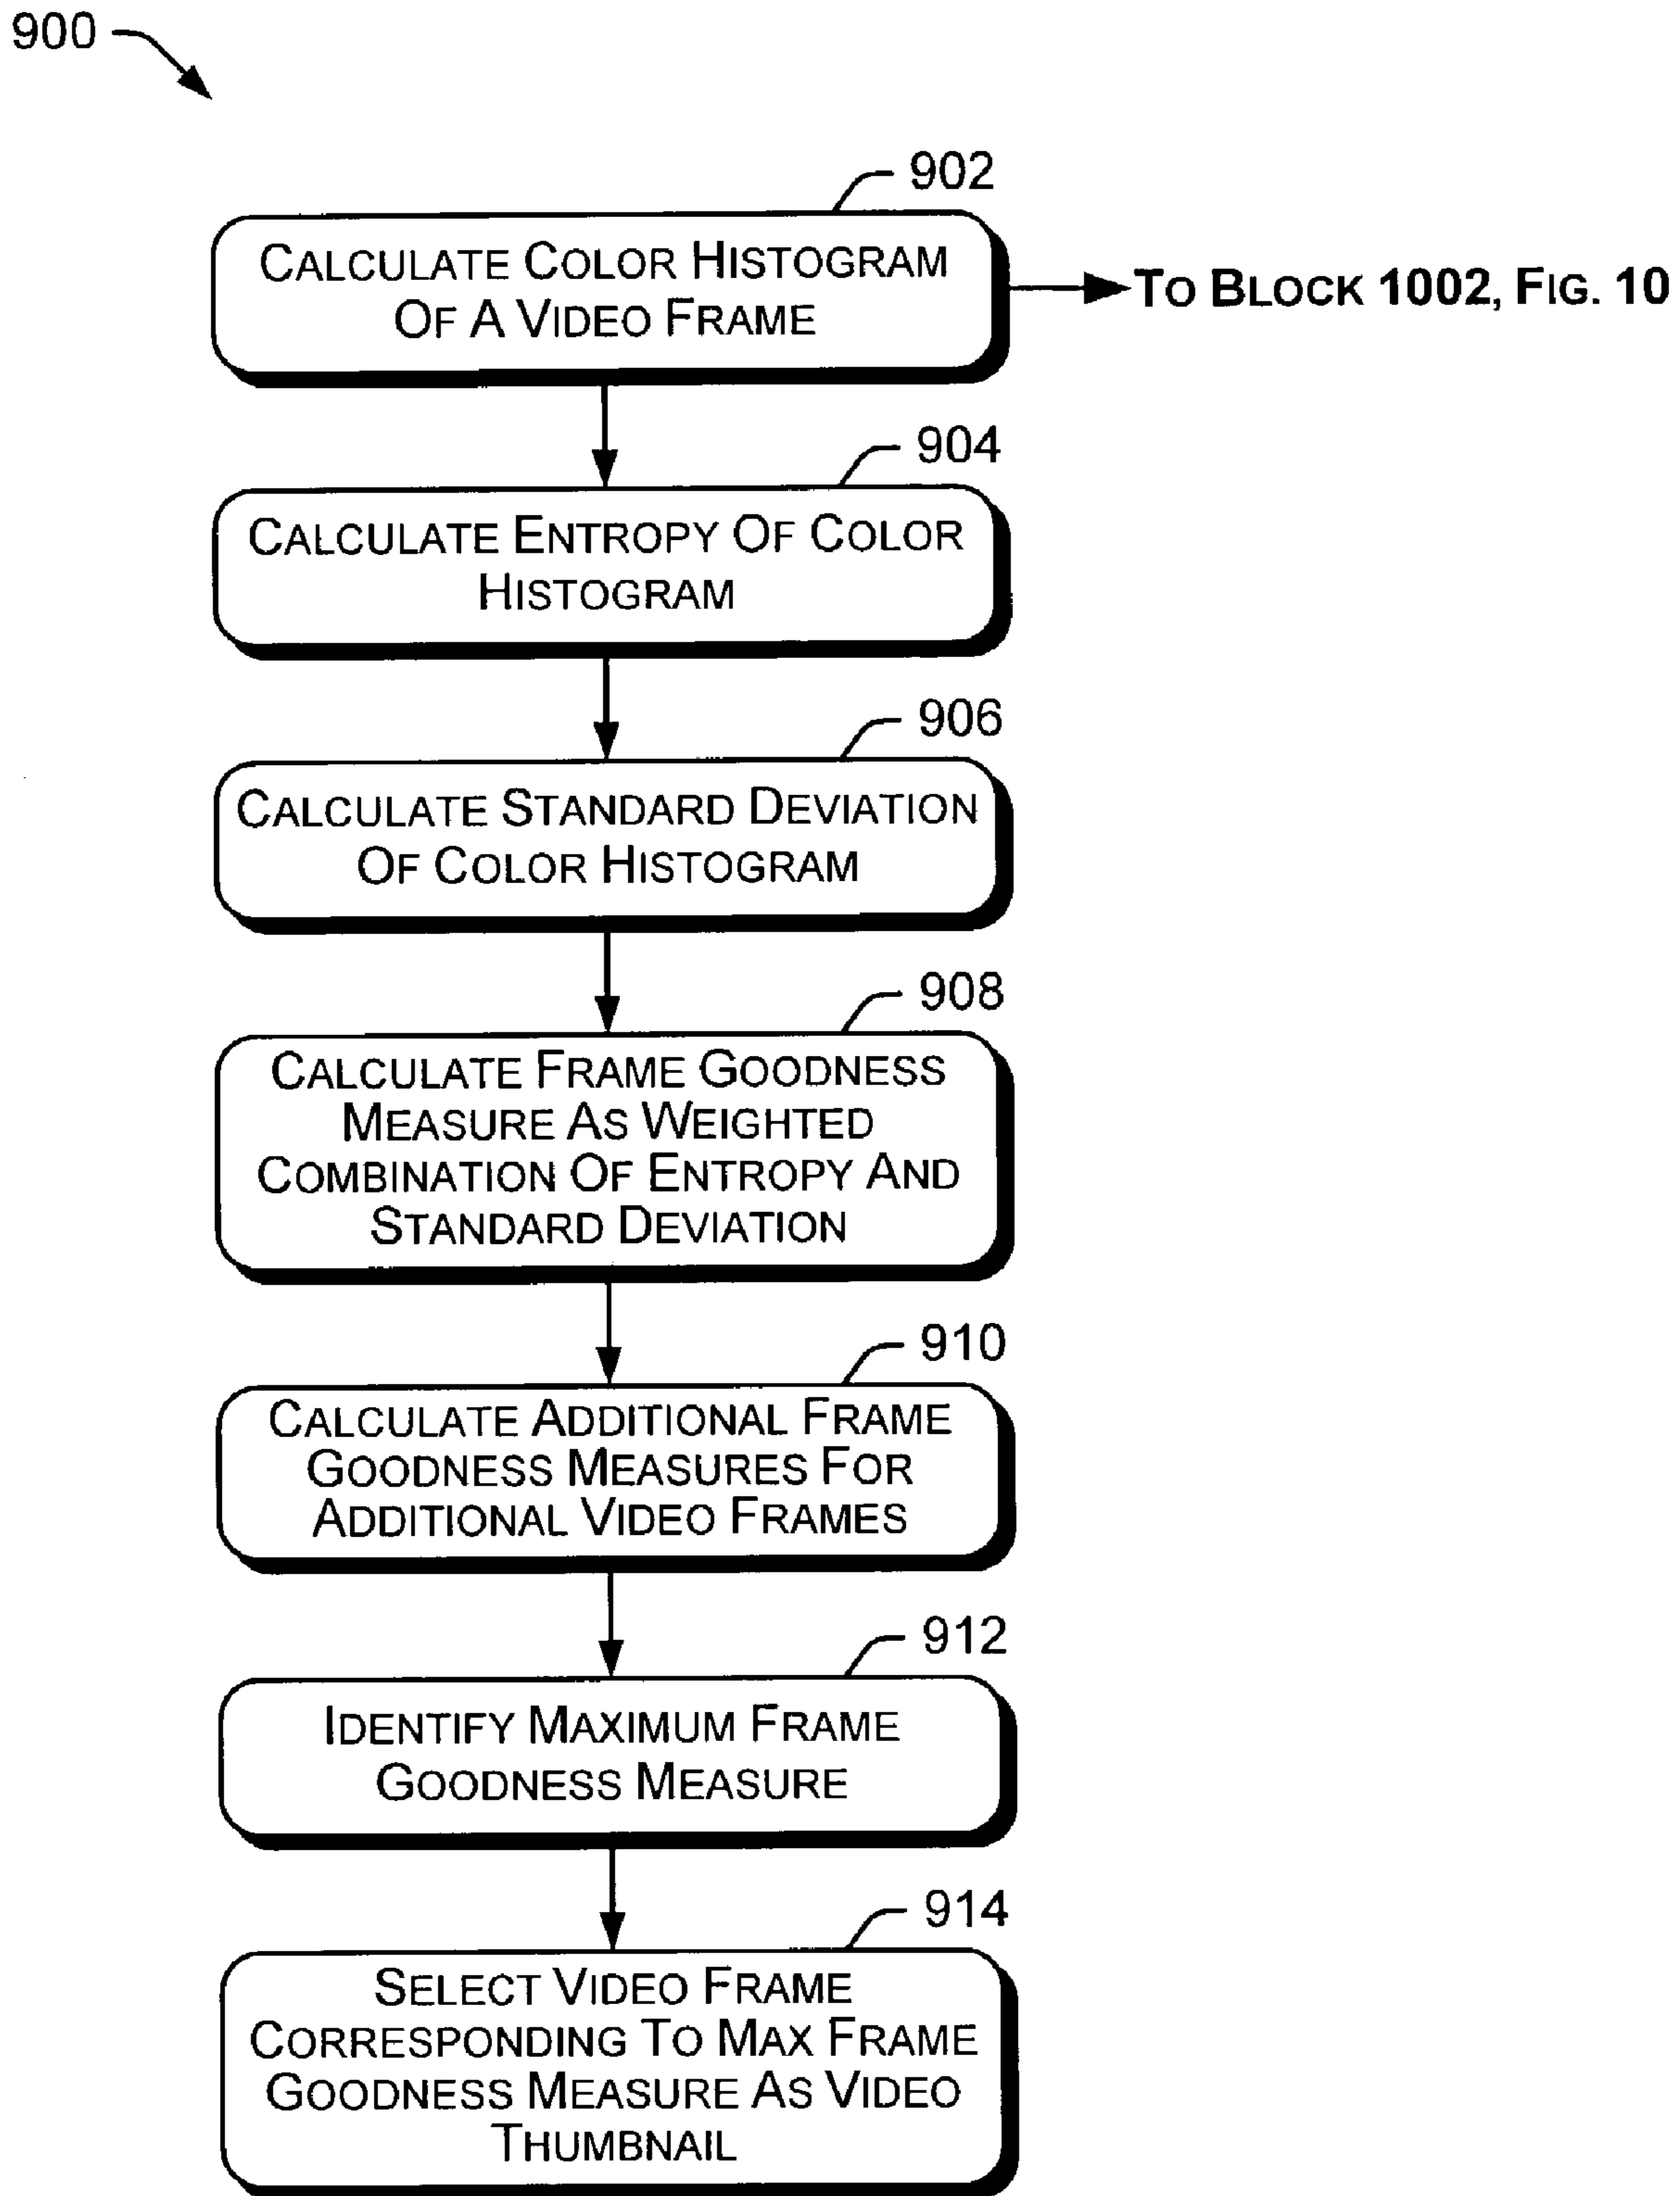 900
902
CALCULATE COLOR HISTOGRAM
OF A VIDEO FRAME
TO BLOCK 1002, FIG. 10
904
CALCULATE ENTROPY OF COLOR
HISTOGRAM
906
CALCULATE STANDARD DEVIATION
OF COLOR HISTOGRAM
908
CALCULATE FRAME GOODNESS
MEASURE AS WEIGHTED
COMBINATION OF ENTROPY AND
STANDARD DEVIATION
910
CALCULATE ADDITIONAL FRAME
GOODNESS MEASURES FOR
ADDITIONAL VIDEO FRAMES
912
IDENTIFY MAXIMUM FRAME
GOODNESS MEASURE
914
SELECT VIDEO FRAME
CORRESPONDING TO MAX FRAME
GOODNESS MEASURE AS VIDEO
THUMBNAIL